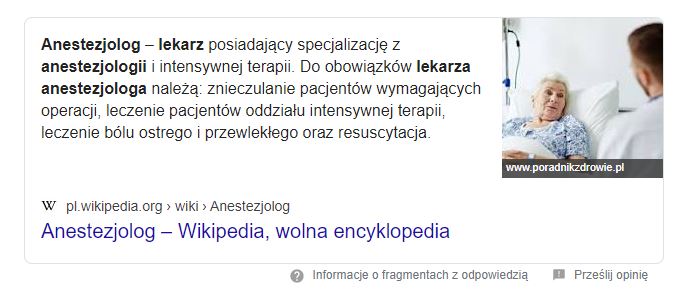 Anestezjolog – lekarz posiadający specjalizację z
anestezjologii i intensywnej terapii. Do obowiązków lekarza
anestezjologa należą: znieczulanie pacjentów wymagających
operacji, leczenie pacjentów oddziału intensywnej terapii,
leczenie bólu ostrego i przewlekłego oraz resuscytacja.
www.poradnikzdrowie.pl
W pl.wikipedia.org › wiki › Anestezjolog
Anestezjolog – Wikipedia, wolna encyklopedia
Informacje o fragmentach z odpowiedzią Prześlij opinię